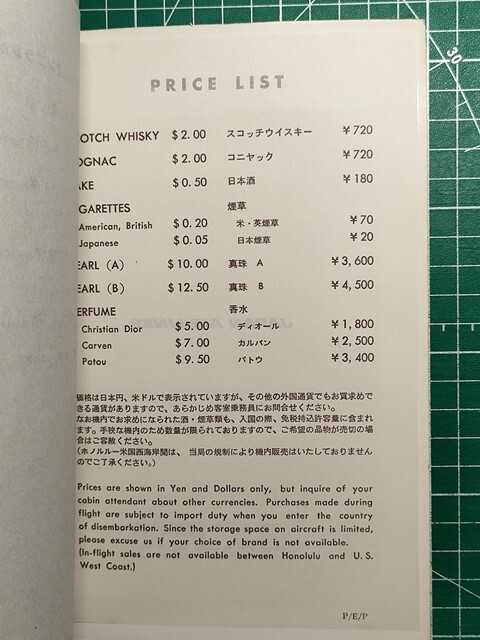 PRICE LIST
OTCH WHISKY $2.00 スコッチウイスキー ¥720
OGNAC $2.00 コニヤック ¥720
AKE $0.50 日本酒 ¥180
GARETTES 煙草
American, British $0.20 米・英煙草 ¥70
Japanese $0.05 日本煙草 ¥20
EARL (A) $10.00 真珠 A ¥3,600
EARL (B) $12.50 真珠 B ¥4,500
ERFUME 香水
Christian Dior $5.00 ディオール ¥1,800
Carven $7.00 カルバン ¥2,500
Patou $9.50 パトウ ¥3,400
価格は日本円、米ドルで表示されていますが、その他の外国通貨でもお買求めで
きる通貨がありますので、あらかじめ客室乗務員にお問合せください。
なお機内でお求めになられた酒・煙草類も、入国の際、免税持込許容量に含まれ
ます。手狭な機内のため数量が限られておりますので、ご希望の品物が売切の場
合はご容赦ください。
(ホノルルー米国西海岸間は、当局の規制により機内販売はいたしておりません
のでご了承ください。)
Prices are shown in Yen and Dollars only, but inquire of your
cabin attendant about other currencies. Purchases made during
flight are subject to import duty when you enter the country
of disembarkation. Since the storage space on aircraft is limited,
please excuse us if your choice of brand is not available.
(In-flight sales are not available between Honolulu and U.S.
West Coast.)
P/E/P
30